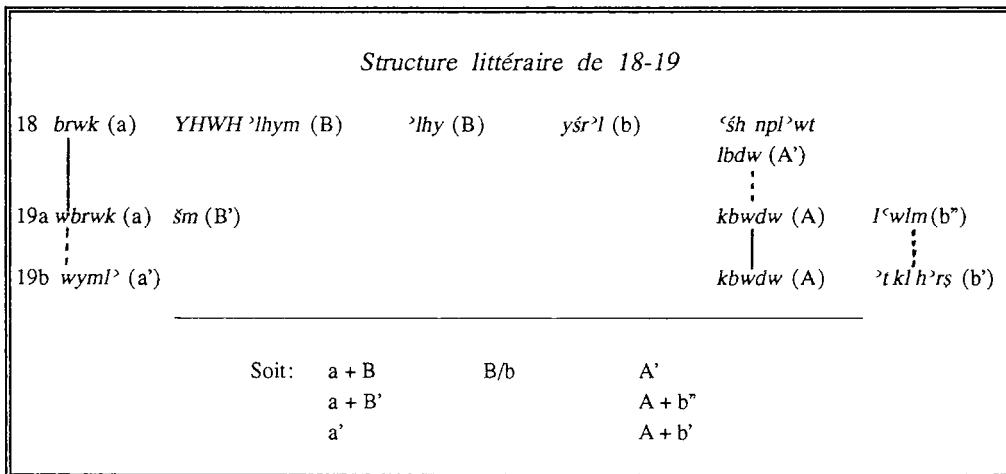 Structure littéraire de 18-19
18 brwk (a) YHWH ʾlhym (B) ʾlhy (B) yśrʾl (b) ʿśh nplʾwt
lbdw (A')
19a wbrwk (a) šm (B') kbwdw (A) lʿwlm (b")
19b wymlʾ (a') kbwdw (A) ʾt kl hʾrṣ (b')
Soit: a + B B/b A'
a + B' A + b"
a' A + b'